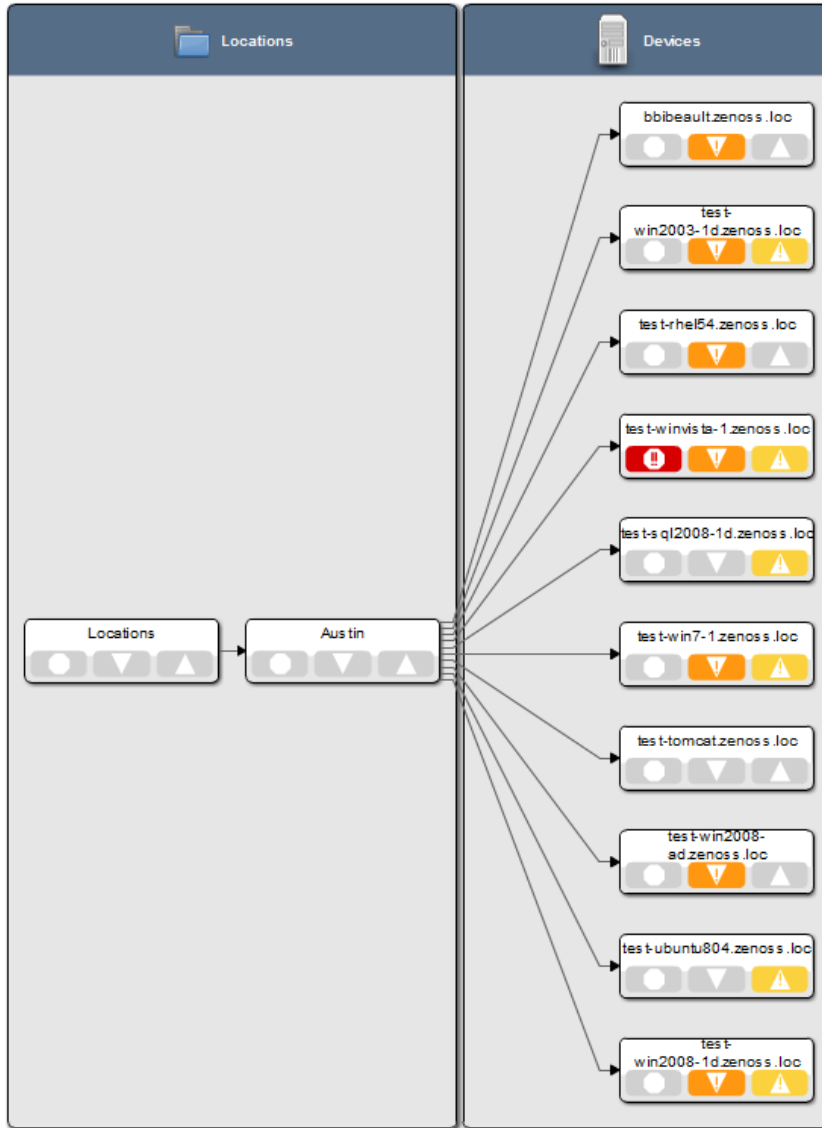 Locations
Devices
bbibeault.zenoss.loc
test-
win2003-1d.zenoss.loc
test-rhel54.zenoss.loc
test-winvista-1.zenoss.loc
test-sql2008-1d.zenoss.loc
Locations
Austin
test-win7-1.zenoss.loc
test-tomcat.zenoss.loc
test-win2008-
ad.zenoss.loc
test-ubuntu804.zenoss.loc
test-
win2008-1d.zenoss.loc